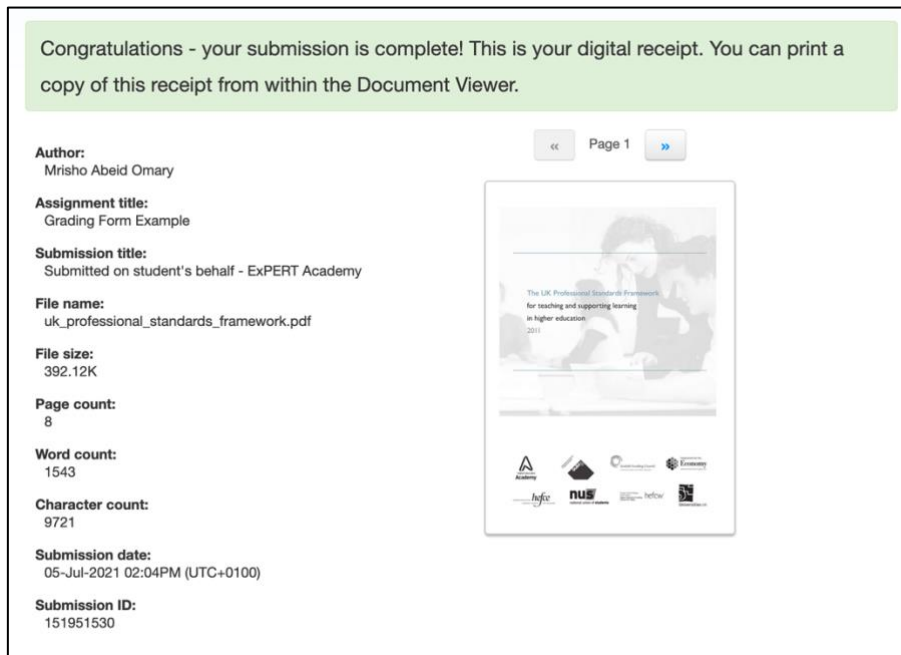 Congratulations - your submission is complete! This is your digital receipt. You can print a
copy of this receipt from within the Document Viewer.
Author:
Mrisho Abeid Omary
Assignment title:
Grading Form Example
Submission title:
Submitted on student's behalf - ExPERT Academy
File name:
uk_professional_standards_framework.pdf
File size:
392.12K
Page count:
8
Word count:
1543
Character count:
9721
Submission date:
05-Jul-2021 02:04PM (UTC+0100)
Submission ID:
151951530
« Page 1 »
The UK Professional Standards Framework
for teaching and supporting learning
in higher education
2011
Academy
Economy
hefce
nus
hefcw